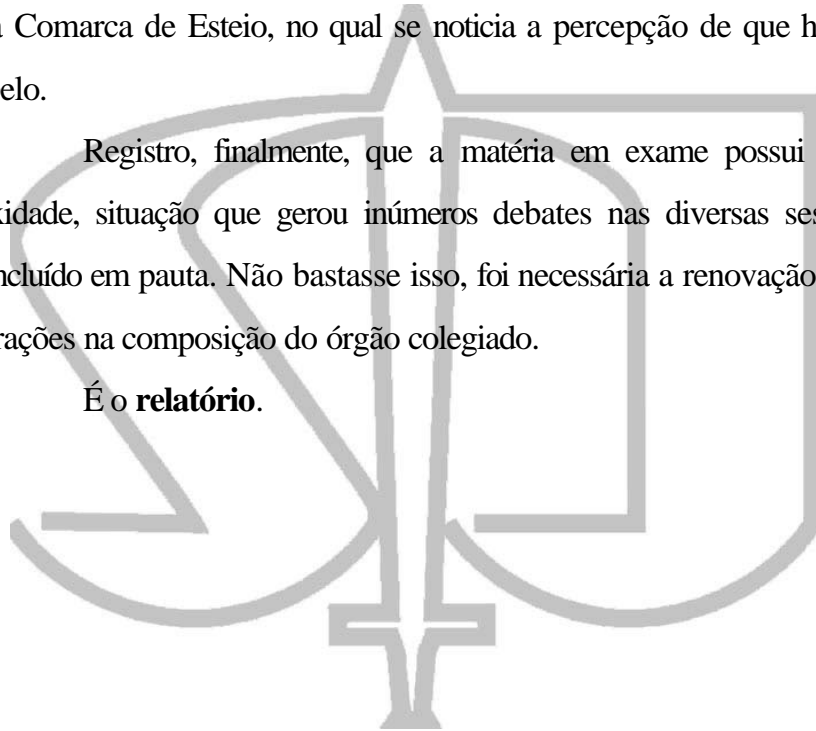 Comarca de Esteio, no qual se noticia a percepção de que h
elo.
Registro, finalmente, que a matéria em exame possui
xidade, situação que gerou inúmeros debates nas diversas ses
ncluído em pauta. Não bastasse isso, foi necessária a renovação
rações na composição do órgão colegiado.
É o relatório.